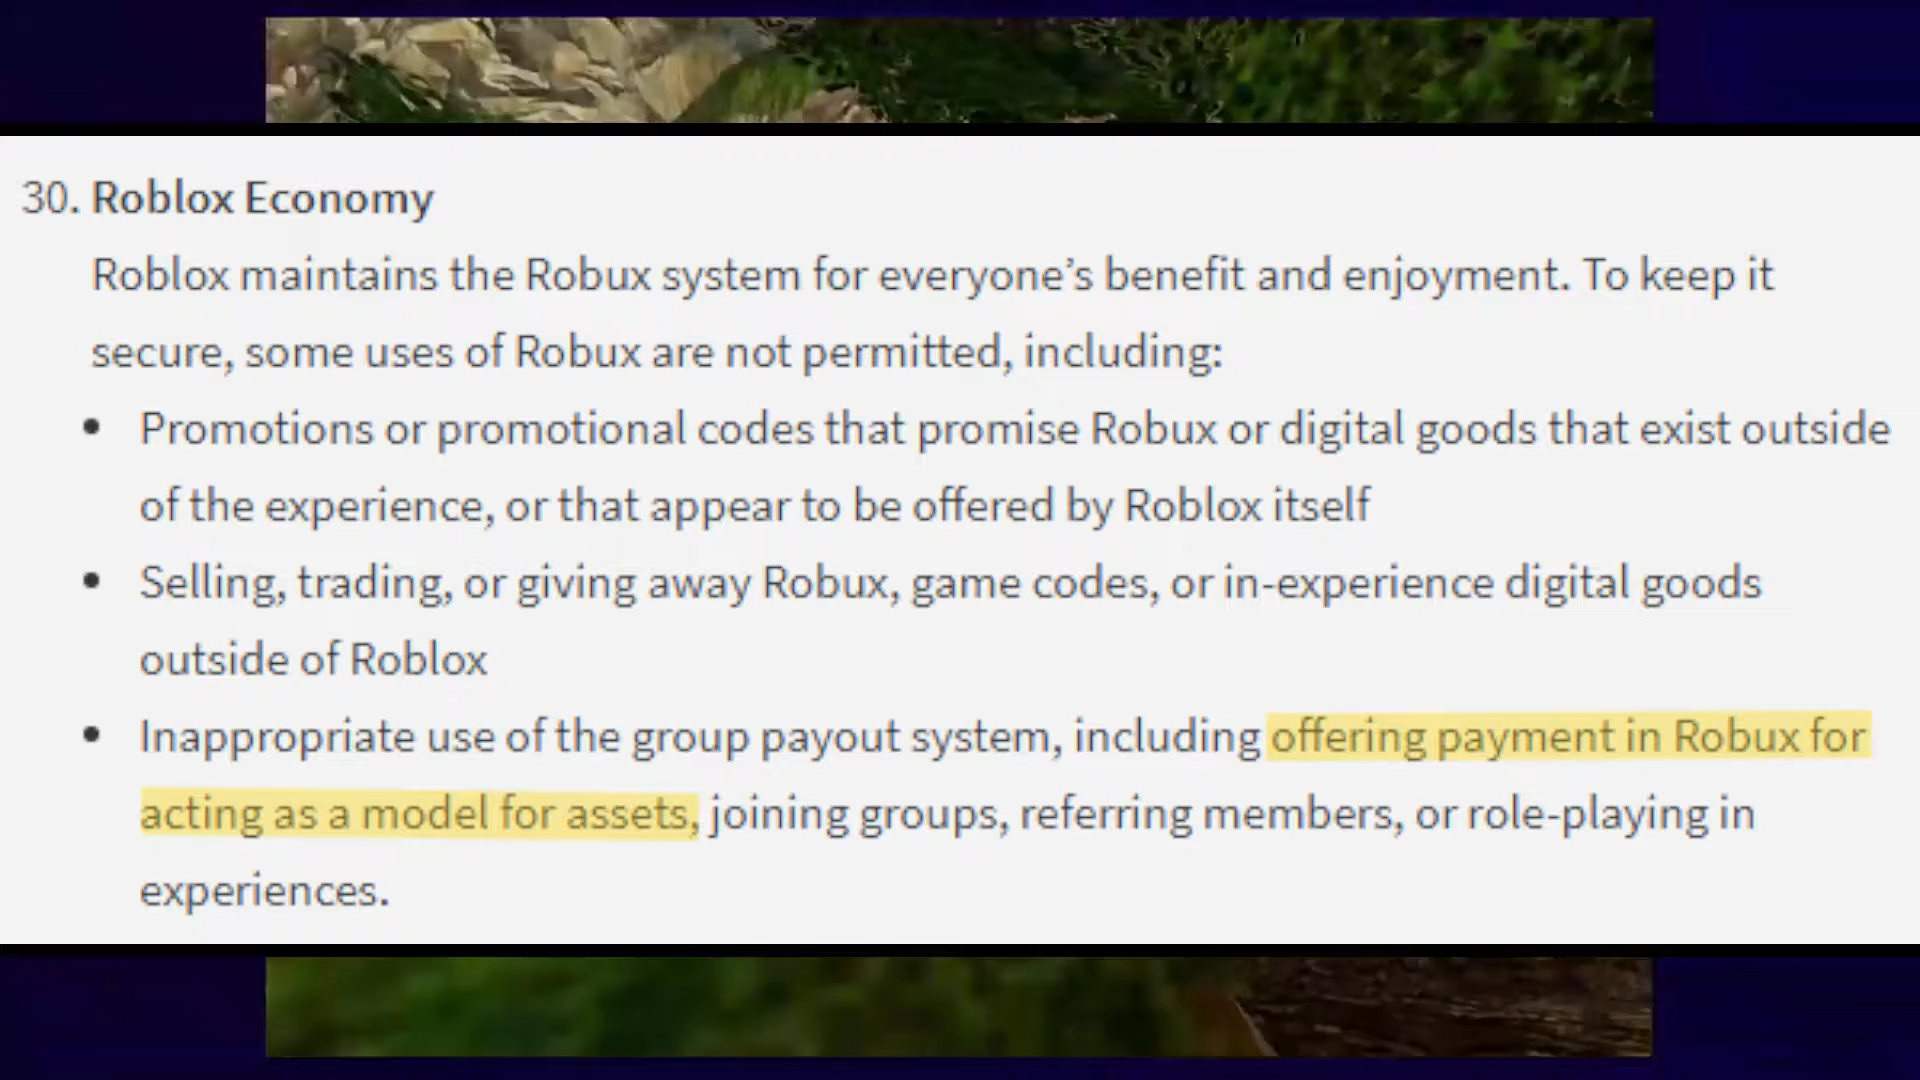 30. Roblox Economy
Roblox maintains the Robux system for everyone’s benefit and enjoyment. To keep it
secure, some uses of Robux are not permitted, including:
• Promotions or promotional codes that promise Robux or digital goods that exist outside
of the experience, or that appear to be offered by Roblox itself
• Selling, trading, or giving away Robux, game codes, or in-experience digital goods
outside of Roblox
• Inappropriate use of the group payout system, including offering payment in Robux for
acting as a model for assets, joining groups, referring members, or role-playing in
experiences.